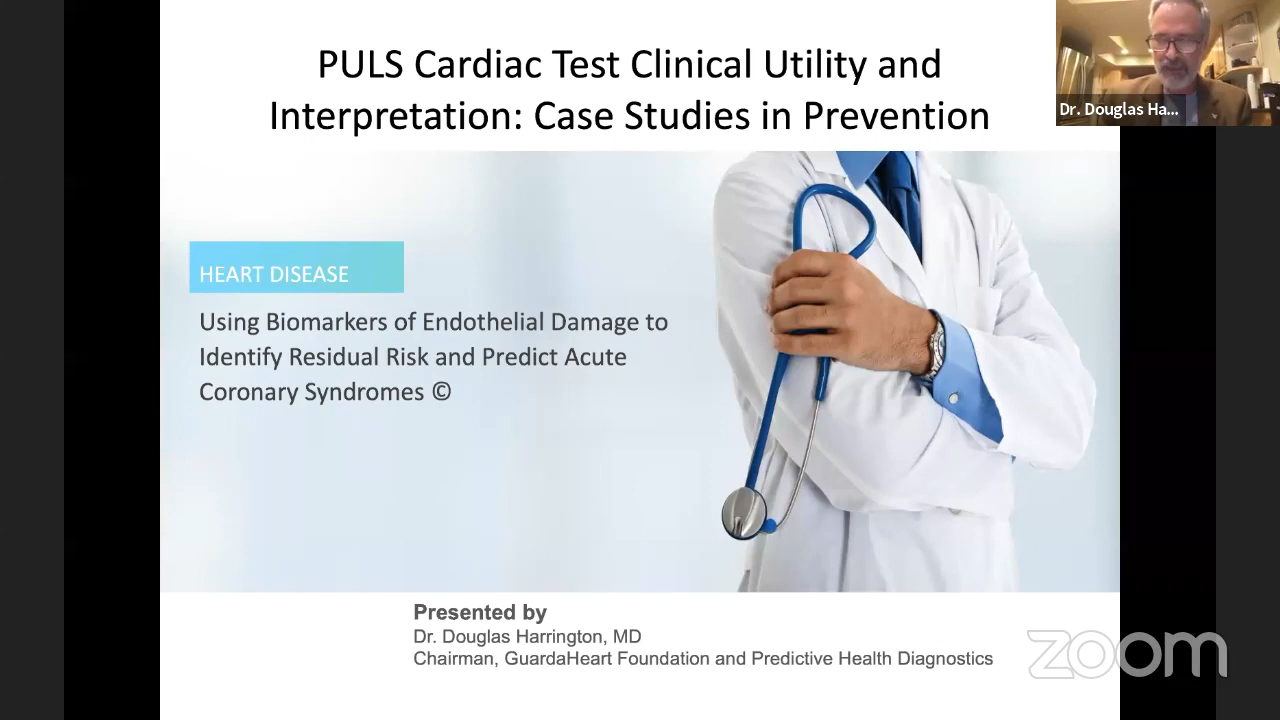 PULS Cardiac Test Clinical Utility and
Interpretation: Case Studies in Prevention
Dr. Douglas Ha...
HEART DISEASE
Using Biomarkers of Endothelial Damage to
Identify Residual Risk and Predict Acute
Coronary Syndromes ©
Presented by
Dr. Douglas Harrington, MD
Chairman, GuardaHeart Foundation and Predictive Health Diagnostics
zoom